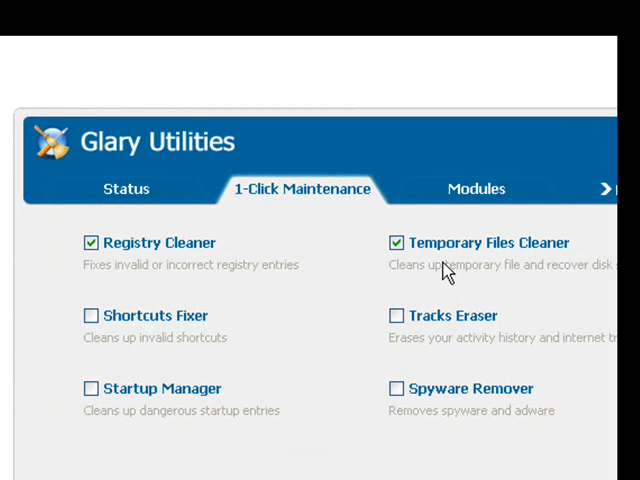 Glary Utilities
Status
1-Click Maintenance
Modules
Registry Cleaner
Temporary Files Cleaner
Fixes invalid or incorrect registry entries
Cleans up temporary file and recover disk
Shortcuts Fixer
Tracks Eraser
Cleans up invalid shortcuts
Erases your activity history and internet
Startup Manager
Spyware Remover
Cleans up dangerous startup entries
Removes spyware and adware